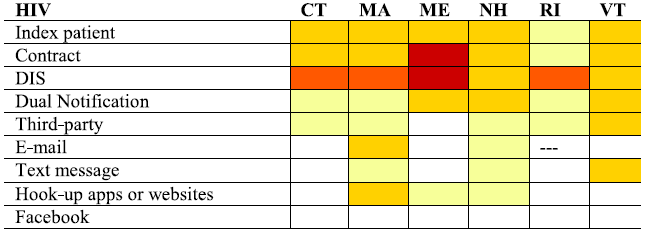 HIV CT MA ME NH RI VT
Index patient
Contract
DIS
Dual Notification
Third-party
E-mail ---
Text message
Hook-up apps or websites
Facebook